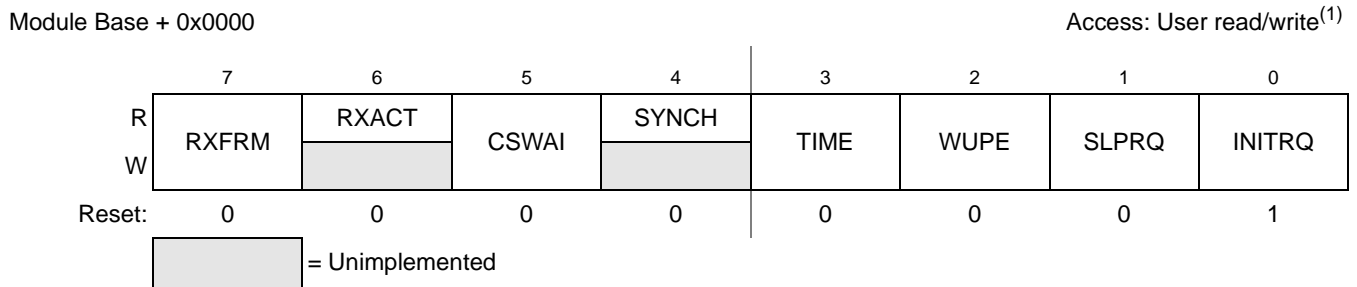 Module Base + 0x0000 Access: User read/write(1)
7 6 5 4 3 2 1 0
R RXFRM RXACT CSWAI SYNCH TIME WUPE SLPRQ INITRQ
W
Reset: 0 0 0 0 0 0 0 1
= Unimplemented